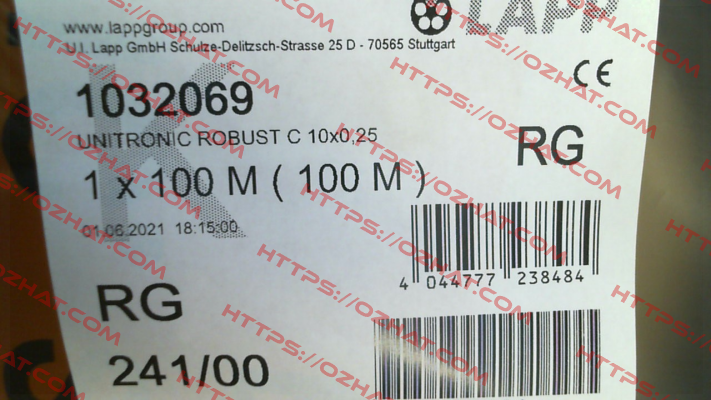 www.lappgroup.com
LAPP
U.I. Lapp GmbH Schulze-Delitzsch-Strasse 25 D - 70565 Stuttgart
CE
K
1032069
UNITRONIC ROBUST C 10x0,25
RG
1 x 100 M ( 100 M )
01.06.2021 18:15:00
4 044777 238484
RG
241/00
HTTPS://OZHAT.COM